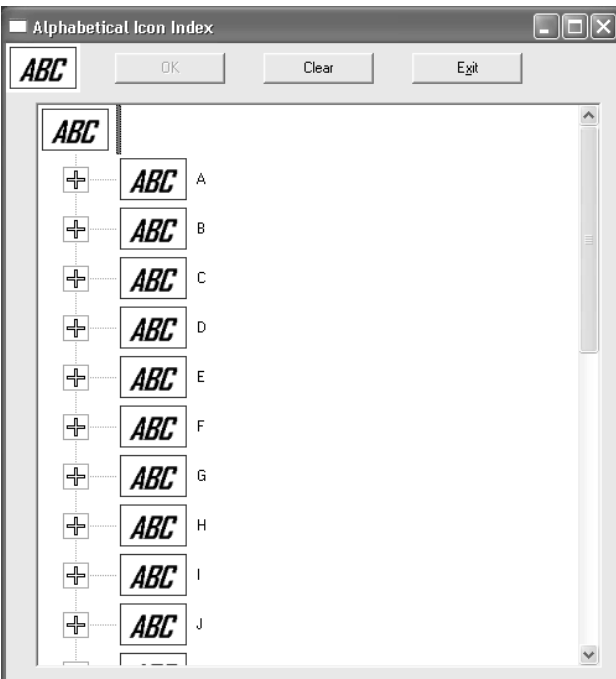 Alphabetical Icon Index
ABC OK Clear Exit
ABC
ABC A
ABC B
ABC C
ABC D
ABC E
ABC F
ABC G
ABC H
ABC I
ABC J